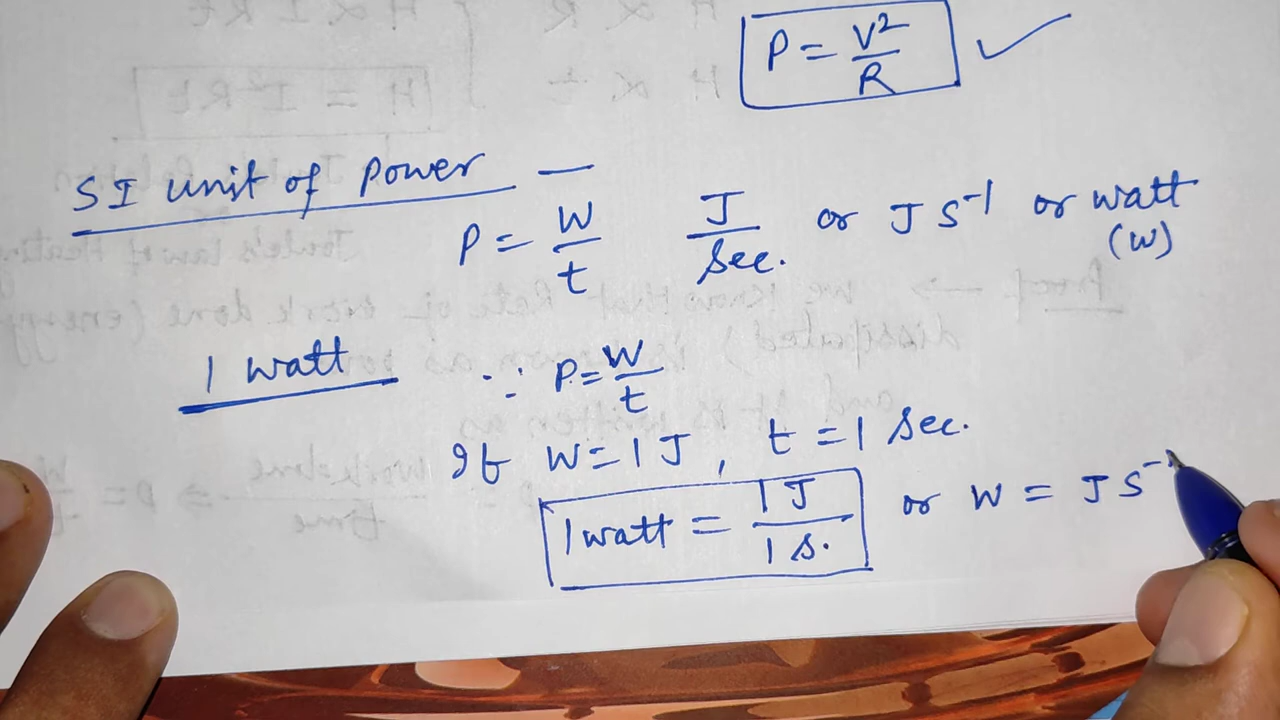 P = V²/R
SI unit of Power —
P = W/t J/Sec. or J S⁻¹ or watt (W)
1 watt ∵ P = W/t
If W = 1 J, t = 1 Sec.
1 watt = 1 J/1 s. or W = J S⁻